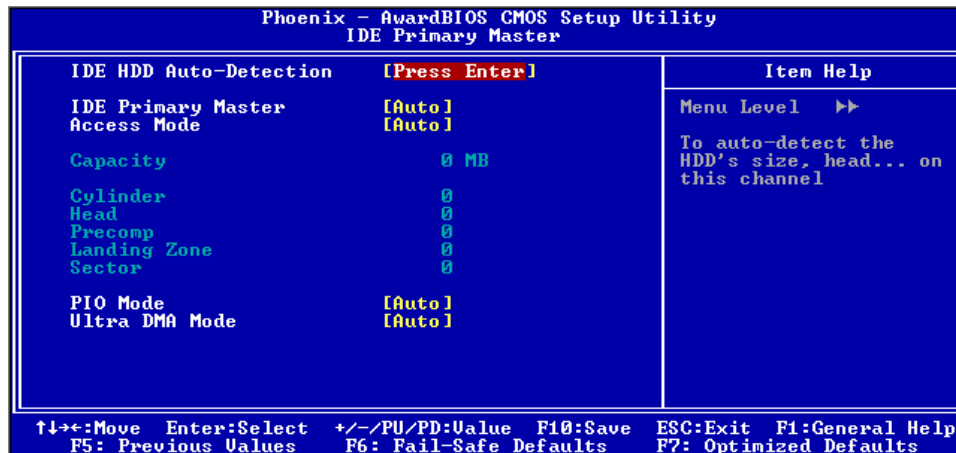 Phoenix - AwardBIOS CMOS Setup Utility
IDE Primary Master
IDE HDD Auto-Detection [Press Enter]
IDE Primary Master [Auto]
Access Mode [Auto]
Capacity 0 MB
Cylinder 0
Head 0
Precomp 0
Landing Zone 0
Sector 0
PIO Mode [Auto]
Ultra DMA Mode [Auto]
Item Help
Menu Level ►►
To auto-detect the
HDD's size, head... on
this channel
↑↓→←:Move Enter:Select +/-/PU/PD:Value F10:Save ESC:Exit F1:General Help
F5: Previous Values F6: Fail-Safe Defaults F7: Optimized Defaults